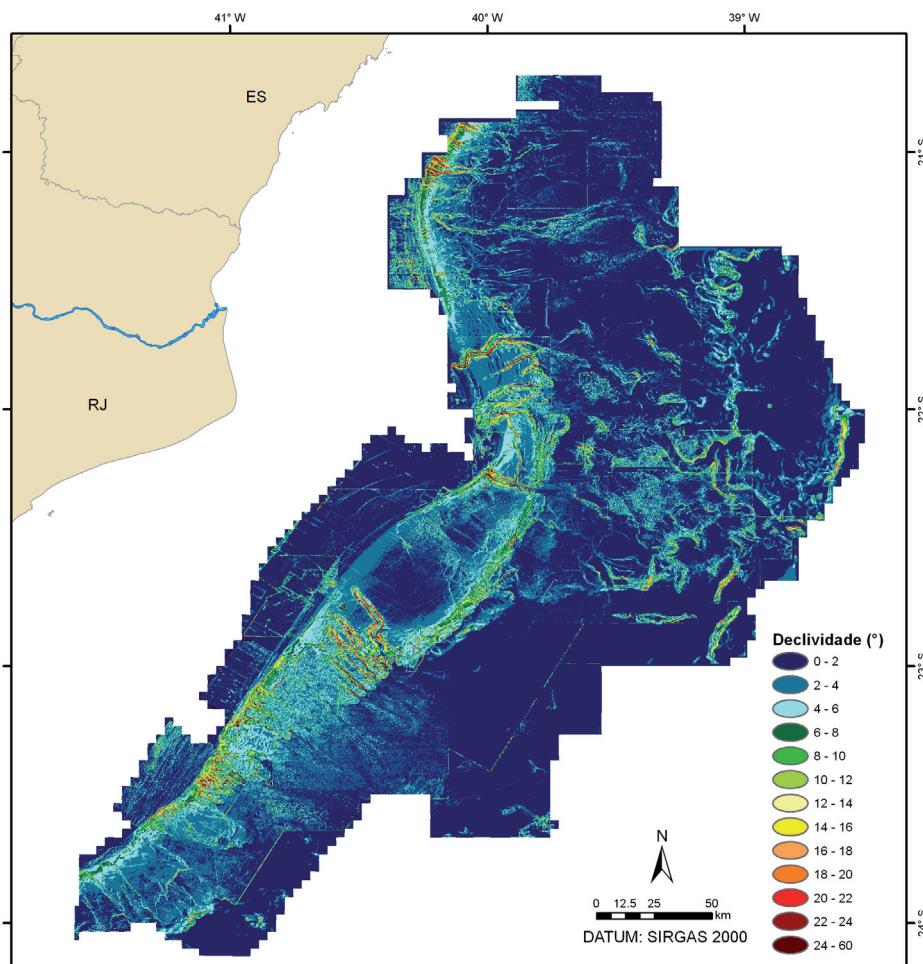 41° W
40° W
39° W
ES
RJ
21° S
22° S
23° S
24° S
Declividade (°)
0 - 2
2 - 4
4 - 6
6 - 8
8 - 10
10 - 12
12 - 14
14 - 16
16 - 18
18 - 20
20 - 22
22 - 24
24 - 60
N
0 12.5 25 50
km
DATUM: SIRGAS 2000